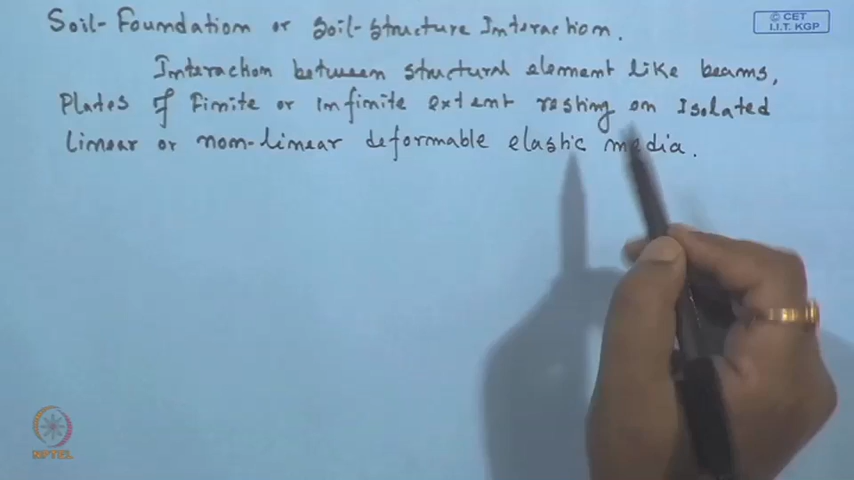 Soil-Foundation or Soil-Structure Interaction.
© CET
I.I.T. KGP
Interaction between structural element like beams,
Plates of Finite or Infinite extent resting on Isolated
linear or non-linear deformable elastic media.
NPTEL